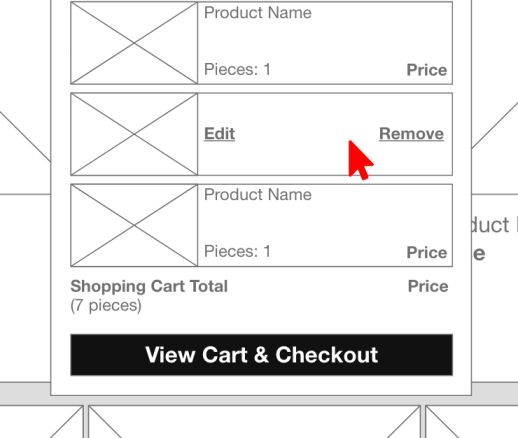 Product Name
Pieces: 1 Price
Edit Remove
Product Name
Pieces: 1 Price
Shopping Cart Total Price
(7 pieces)
View Cart & Checkout